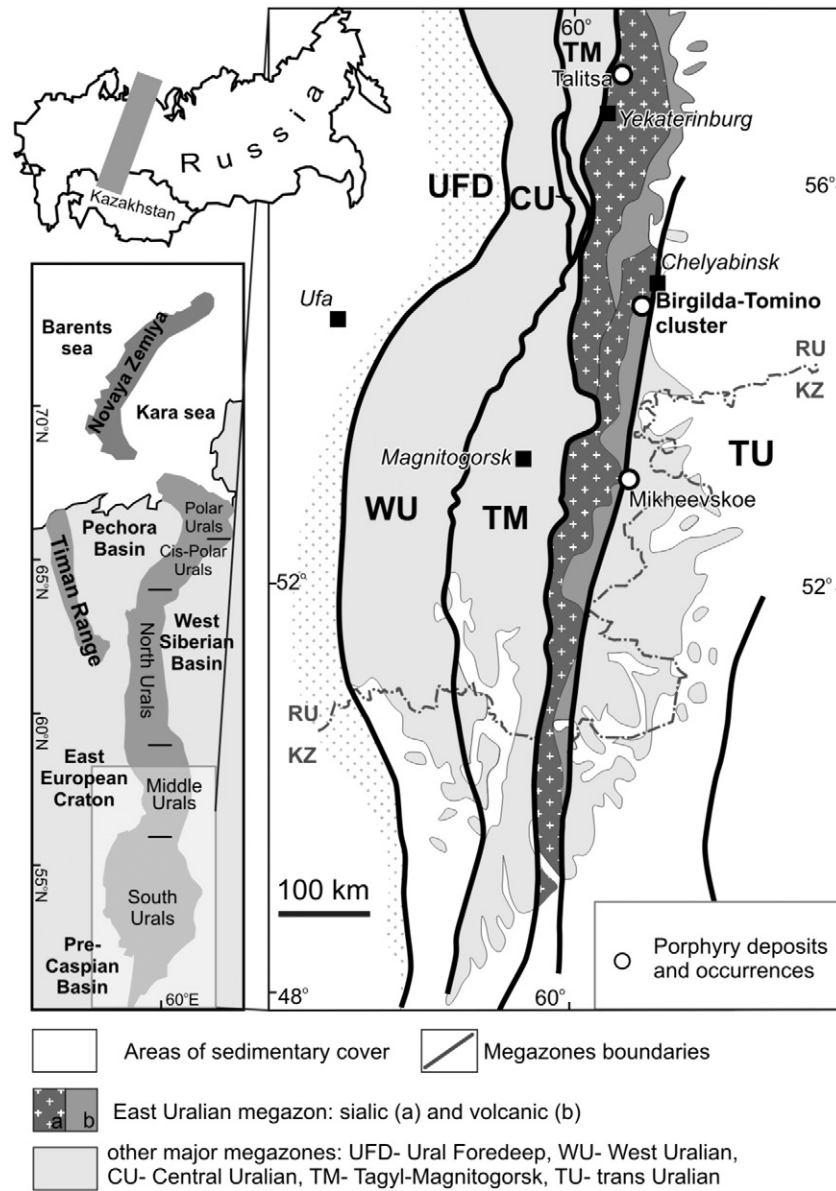 Russia
Kazakhstan
Barents
sea
Novaya Zemlya
Kara sea
70°N
Polar
Urals
Pechora
Basin
Cis-Polar
Urals
65°N
Timan Range
West
Siberian
Basin
North Urals
60°N
East
European
Craton
Middle
Urals
55°N
South
Urals
Pre-
Caspian
Basin
60°E
60°
TM
Talitsa
Yekaterinburg
UFD
CU
56°
Chelyabinsk
Ufa
Birgilda-Tomino
cluster
RU
KZ
Magnitogorsk
TU
WU
TM
Mikheevskoe
52°
52°
RU
KZ
100 km
Porphyry deposits
and occurrences
48°
60°
Areas of sedimentary cover
Megazones boundaries
a b
East Uralian megazon: sialic (a) and volcanic (b)
other major megazones: UFD- Ural Foredeep, WU- West Uralian,
CU- Central Uralian, TM- Tagyl-Magnitogorsk, TU- trans Uralian